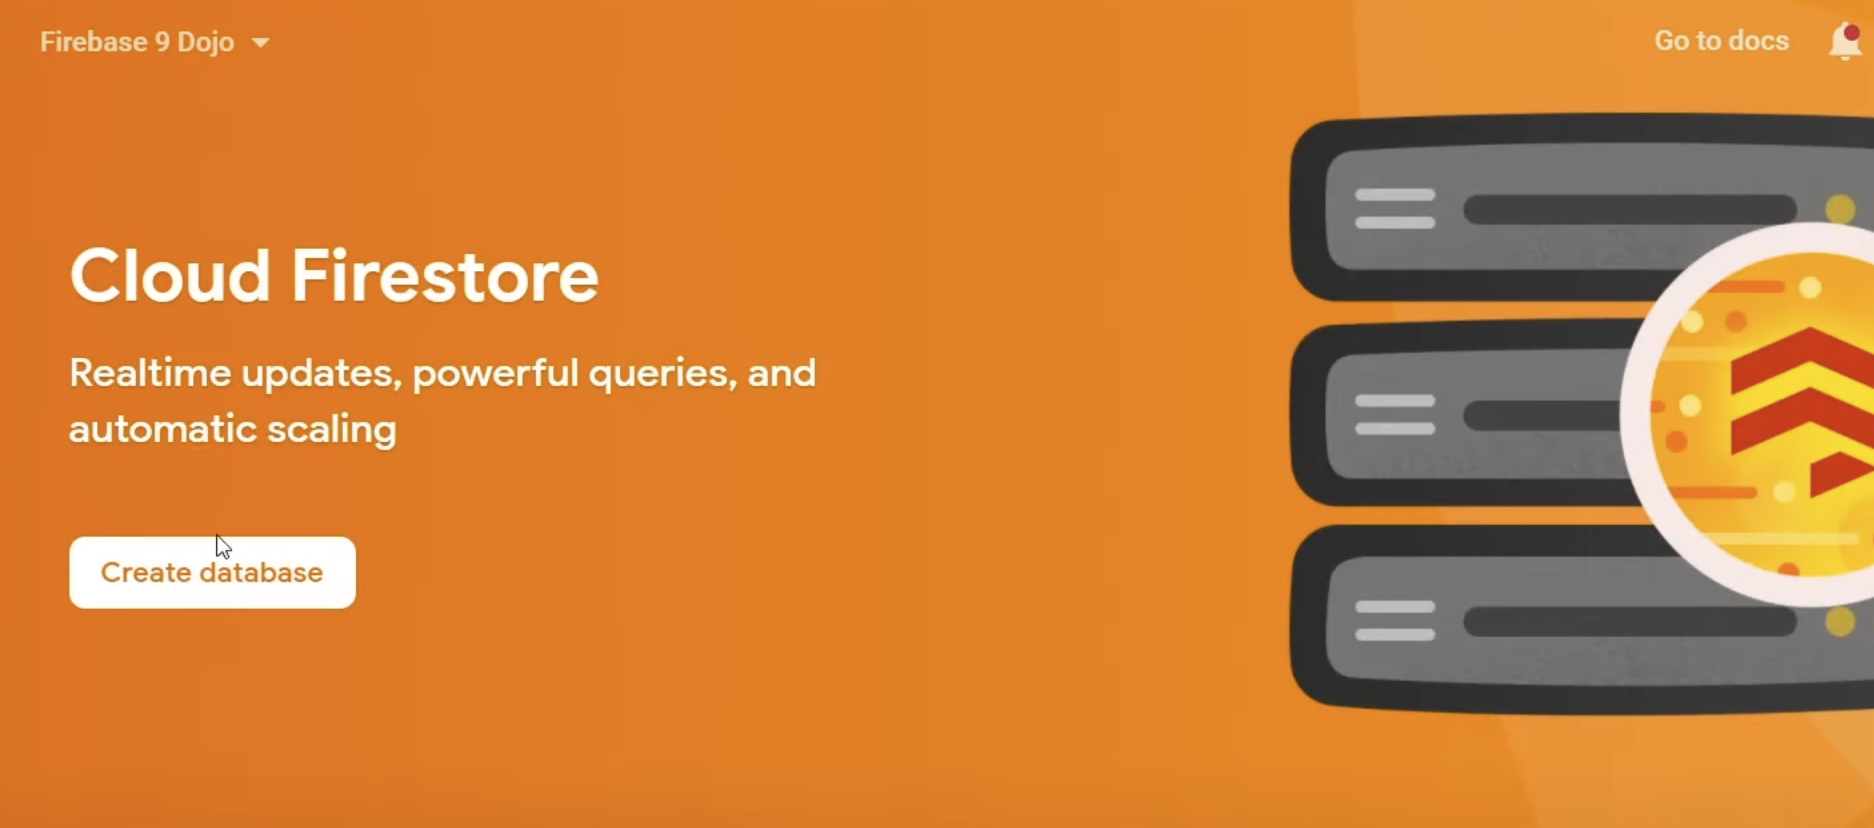 Firebase 9 Dojo
Go to docs
Cloud Firestore
Realtime updates, powerful queries, and
automatic scaling
Create database